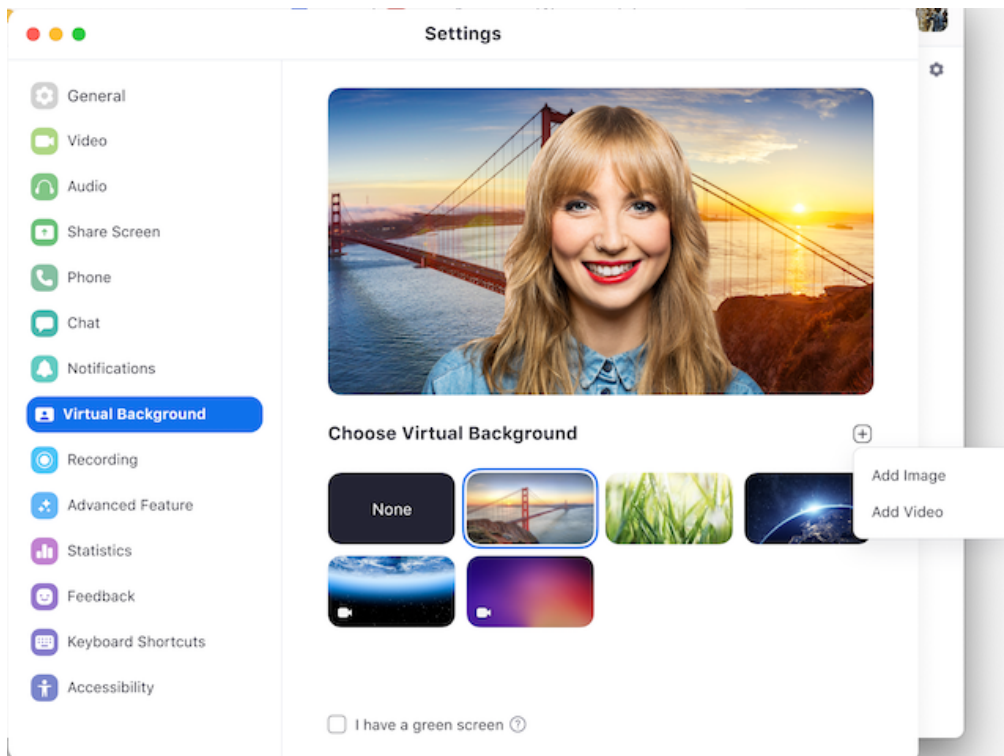 Settings
General
Video
Audio
Share Screen
Phone
Chat
Notifications
Virtual Background
Recording
Advanced Feature
Statistics
Feedback
Keyboard Shortcuts
Accessibility
Choose Virtual Background
Add Image
Add Video
None
I have a green screen ?